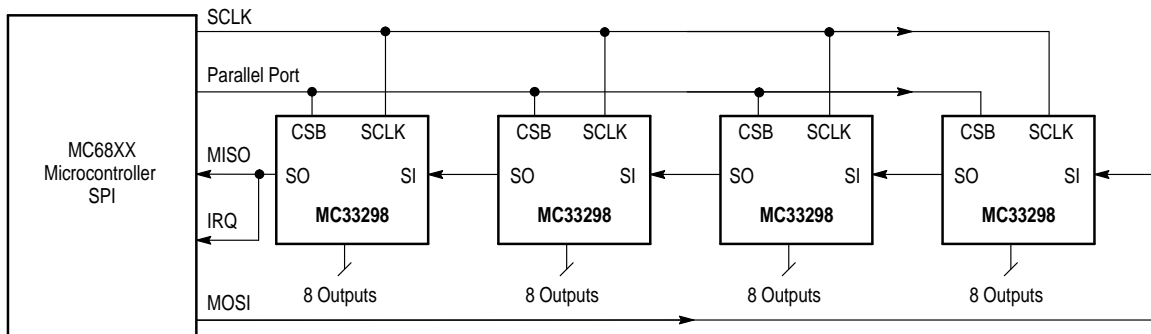 SCLK
Parallel Port
CSB SCLK
CSB SCLK
CSB SCLK
CSB SCLK
MC68XX
Microcontroller
SPI
MISO
SO SI
SO SI
SO SI
SO SI
MC33298
MC33298
MC33298
MC33298
IRQ
8 Outputs
8 Outputs
8 Outputs
8 Outputs
MOSI